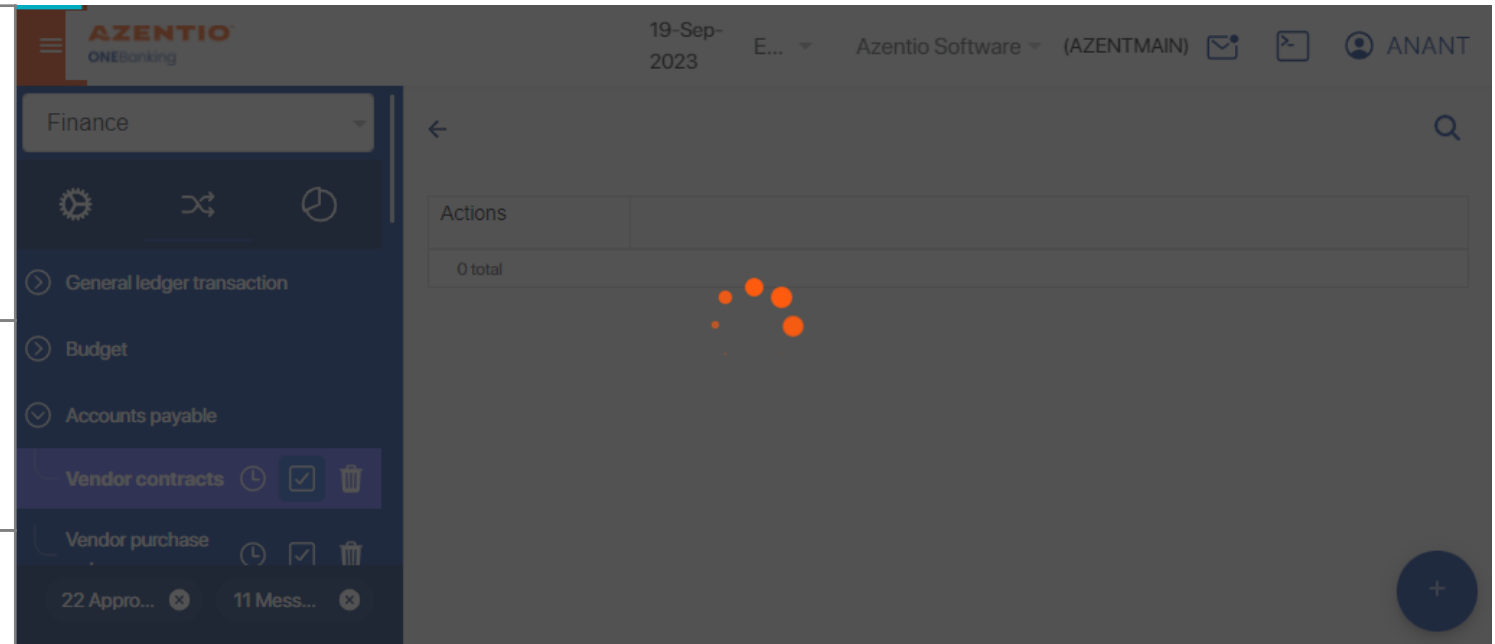 AZENTIO
ONEBanking
19-Sep-
2023
E...
Azentio Software
(AZENTMAIN)
ANANT
Finance
Actions
0 total
General ledger transaction
Budget
Accounts payable
Vendor contracts
Vendor purchase
22 Appro...
11 Mess...